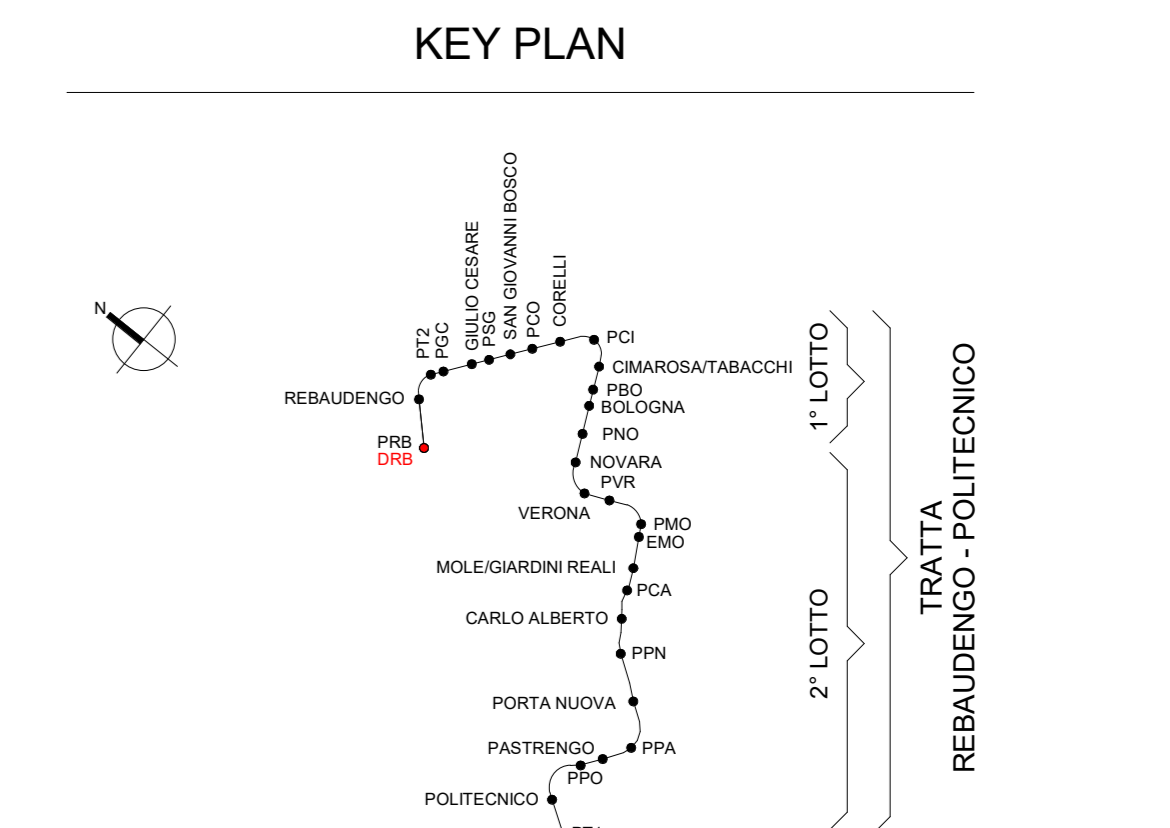 KEY PLAN
N
PT2
PGC
GIULIO CESARE
PSG
SAN GIOVANNI BOSCO
PCO
CORELLI
PCI
CIMAROSA/TABACCHI
REBAUDENGO
PBO
BOLOGNA
PRB
DRB
PNO
NOVARA
PVR
VERONA
PMO
EMO
MOLE/GIARDINI REALI
PCA
CARLO ALBERTO
PPN
PORTA NUOVA
PASTRENGO
PPA
PPO
POLITECNICO
1° LOTTO
2° LOTTO
TRATTA
REBAUDENGO - POLITECNICO